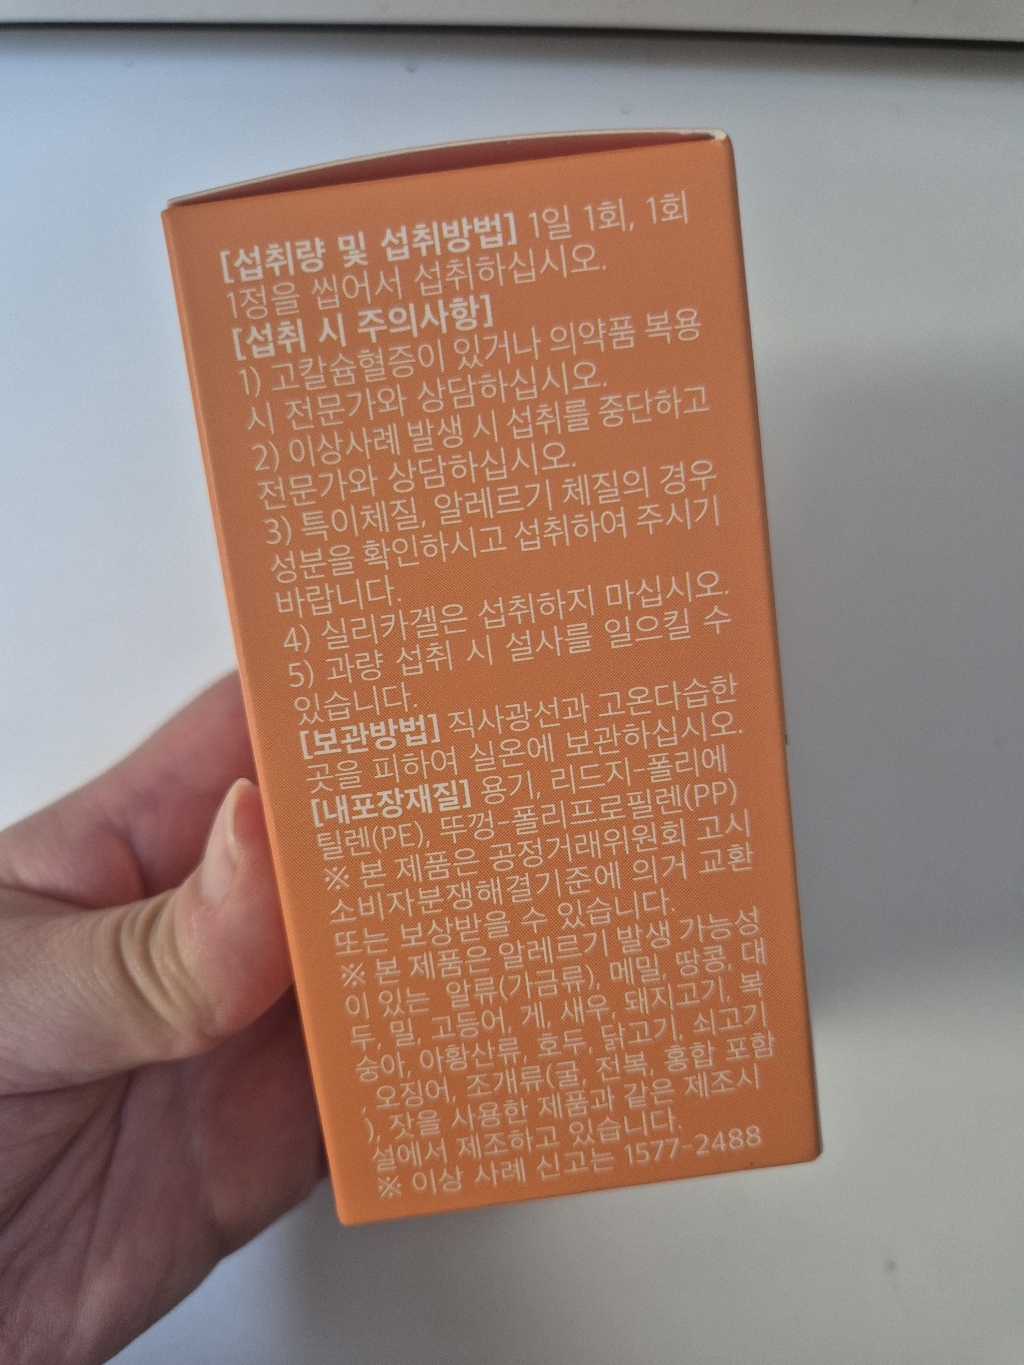 [섭취량 및 섭취방법] 1일 1회, 1회
1정을 씹어서 섭취하십시오.
[섭취 시 주의사항]
1) 고칼슘혈증이 있거나 의약품 복용
시 전문가와 상담하십시오.
2) 이상사례 발생 시 섭취를 중단하고
전문가와 상담하십시오.
3) 특이체질, 알레르기 체질의 경우
성분을 확인하시고 섭취하여 주시기
바랍니다.
4) 실리카겔은 섭취하지 마십시오.
5) 과량 섭취 시 설사를 일으킬 수
있습니다.
[보관방법] 직사광선과 고온다습한
곳을 피하여 실온에 보관하십시오.
[내포장재질] 용기, 리드지-폴리에
틸렌(PE), 뚜껑-폴리프로필렌(PP)
※ 본 제품은 공정거래위원회 고시
소비자분쟁해결기준에 의거 교환
또는 보상받을 수 있습니다.
※ 본 제품은 알레르기 발생 가능성
이 있는 알류(가금류), 메밀, 땅콩, 대
두, 밀, 고등어, 게, 새우, 돼지고기, 복
숭아, 아황산류, 호두, 닭고기, 쇠고기
, 오징어, 조개류(굴, 전복, 홍합 포함
), 잣을 사용한 제품과 같은 제조시
설에서 제조하고 있습니다.
※ 이상 사례 신고는 1577-2488